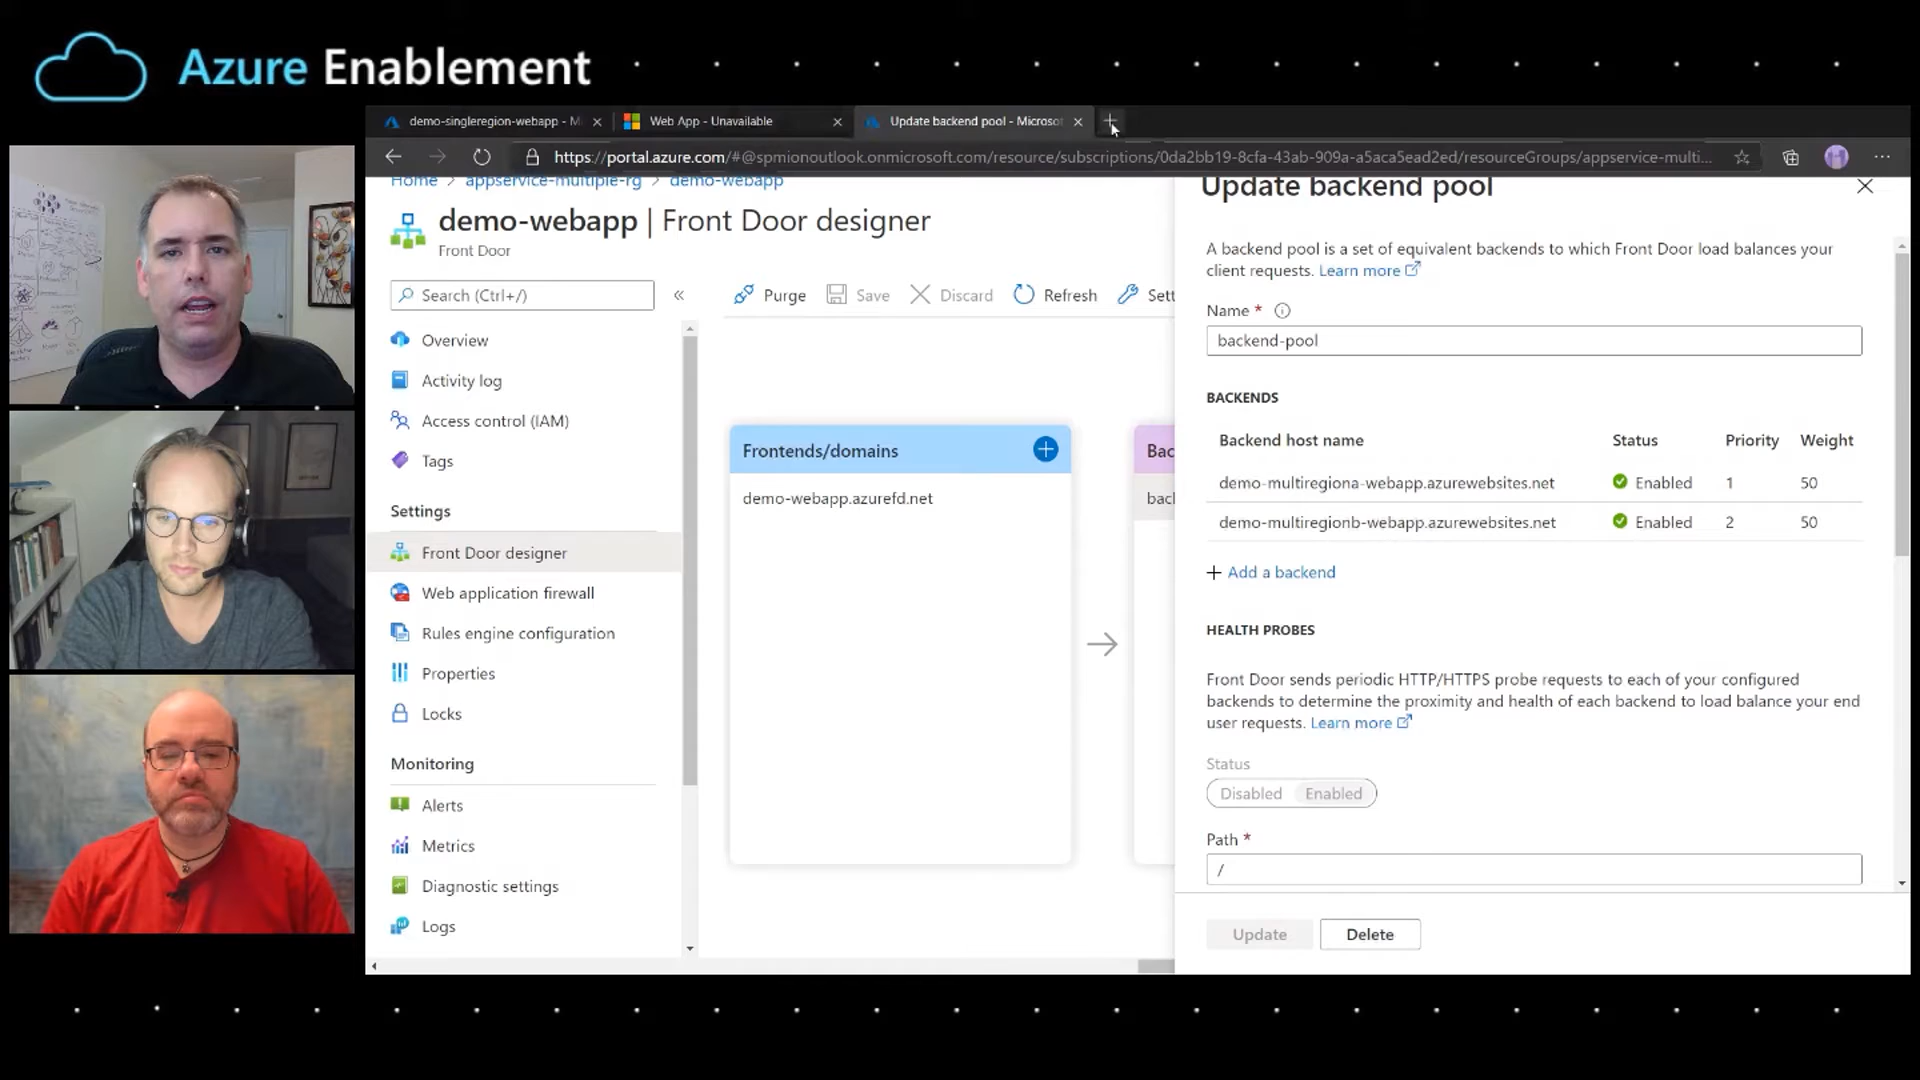 Azure Enablement
demo-singleregion-webapp - M
Web App - Unavailable
Update backend pool - Microsof
https://portal.azure.com/#@spmionoutlook.onmicrosoft.com/resource/subscriptions/0da2bb19-8cfa-43ab-909a-a5aca5ead2ed/resourceGroups/appservice-multi...
Home > appservice-multiple-rg > demo-webapp
demo-webapp | Front Door designer
Front Door
Search (Ctrl+/)
«
Overview
Activity log
Access control (IAM)
Tags
Settings
Front Door designer
Web application firewall
Rules engine configuration
Properties
Locks
Monitoring
Alerts
Metrics
Diagnostic settings
Logs
Purge
Save
Discard
Refresh
Sett
Frontends/domains
demo-webapp.azurefd.net
Bac
bac
Update backend pool
A backend pool is a set of equivalent backends to which Front Door load balances your
client requests. Learn more
Name *
backend-pool
BACKENDS
Backend host name Status Priority Weight
demo-multiregiona-webapp.azurewebsites.net Enabled 1 50
demo-multiregionb-webapp.azurewebsites.net Enabled 2 50
+ Add a backend
HEALTH PROBES
Front Door sends periodic HTTP/HTTPS probe requests to each of your configured
backends to determine the proximity and health of each backend to load balance your end
user requests. Learn more
Status
Disabled Enabled
Path *
/
Update
Delete